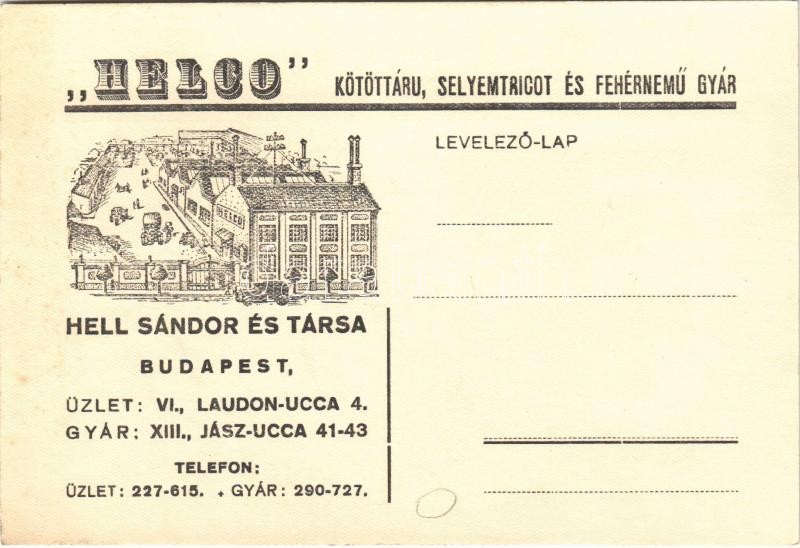 „HELCO” KÖTÖTTÁRU, SELYEMTRICOT ÉS FEHÉRNEMŰ GYÁR
LEVELEZŐ-LAP
HELCO
HELL SÁNDOR ÉS TÁRSA
BUDAPEST,
ÜZLET: VI., LAUDON-UCCA 4.
GYÁR: XIII., JÁSZ-UCCA 41-43
TELEFON:
ÜZLET: 227-615. + GYÁR: 290-727.